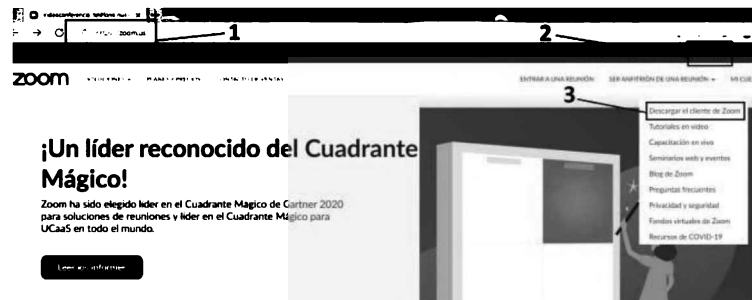 zoom.us
1
2
zoom
ENTRAR A UNA REUNIÓN SER ANFITRIÓN DE UNA REUNIÓN
3
Descargar el cliente de Zoom
Tutoriales en video
Capacitación en vivo
Seminarios web y eventos
Blog de Zoom
Preguntas frecuentes
Privacidad y seguridad
Fondos virtuales de Zoom
Recursos de COVID-19
¡Un líder reconocido del Cuadrante
Mágico!
Zoom ha sido elegido lider en el Cuadrante Magico de Gartner 2020
para soluciones de reuniones y lider en el Cuadrante Mágico para
UCaaS en todo el mundo.